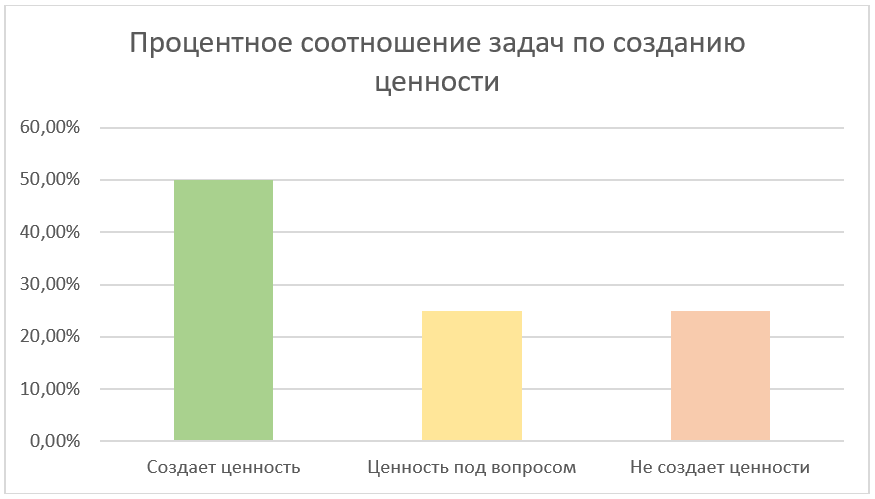 Процентное соотношение задач по созданию
ценности
60,00%
50,00%
40,00%
30,00%
20,00%
10,00%
0,00%
Создает ценность
Ценность под вопросом
Не создает ценности